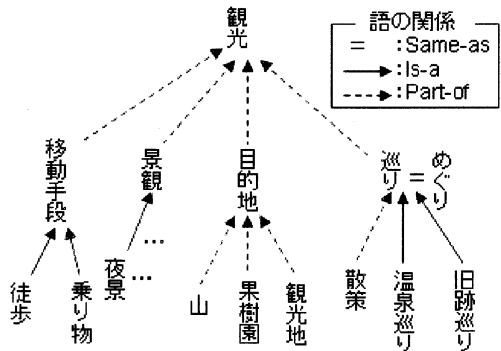 観光
語の関係
= :Same-as
:Is-a
:Part-of
移動手段
景観
目的地
巡り = めぐり
徒歩
乗り物
夜景
...
...
山
果樹園
観光地
散策
温泉巡り
旧跡巡り